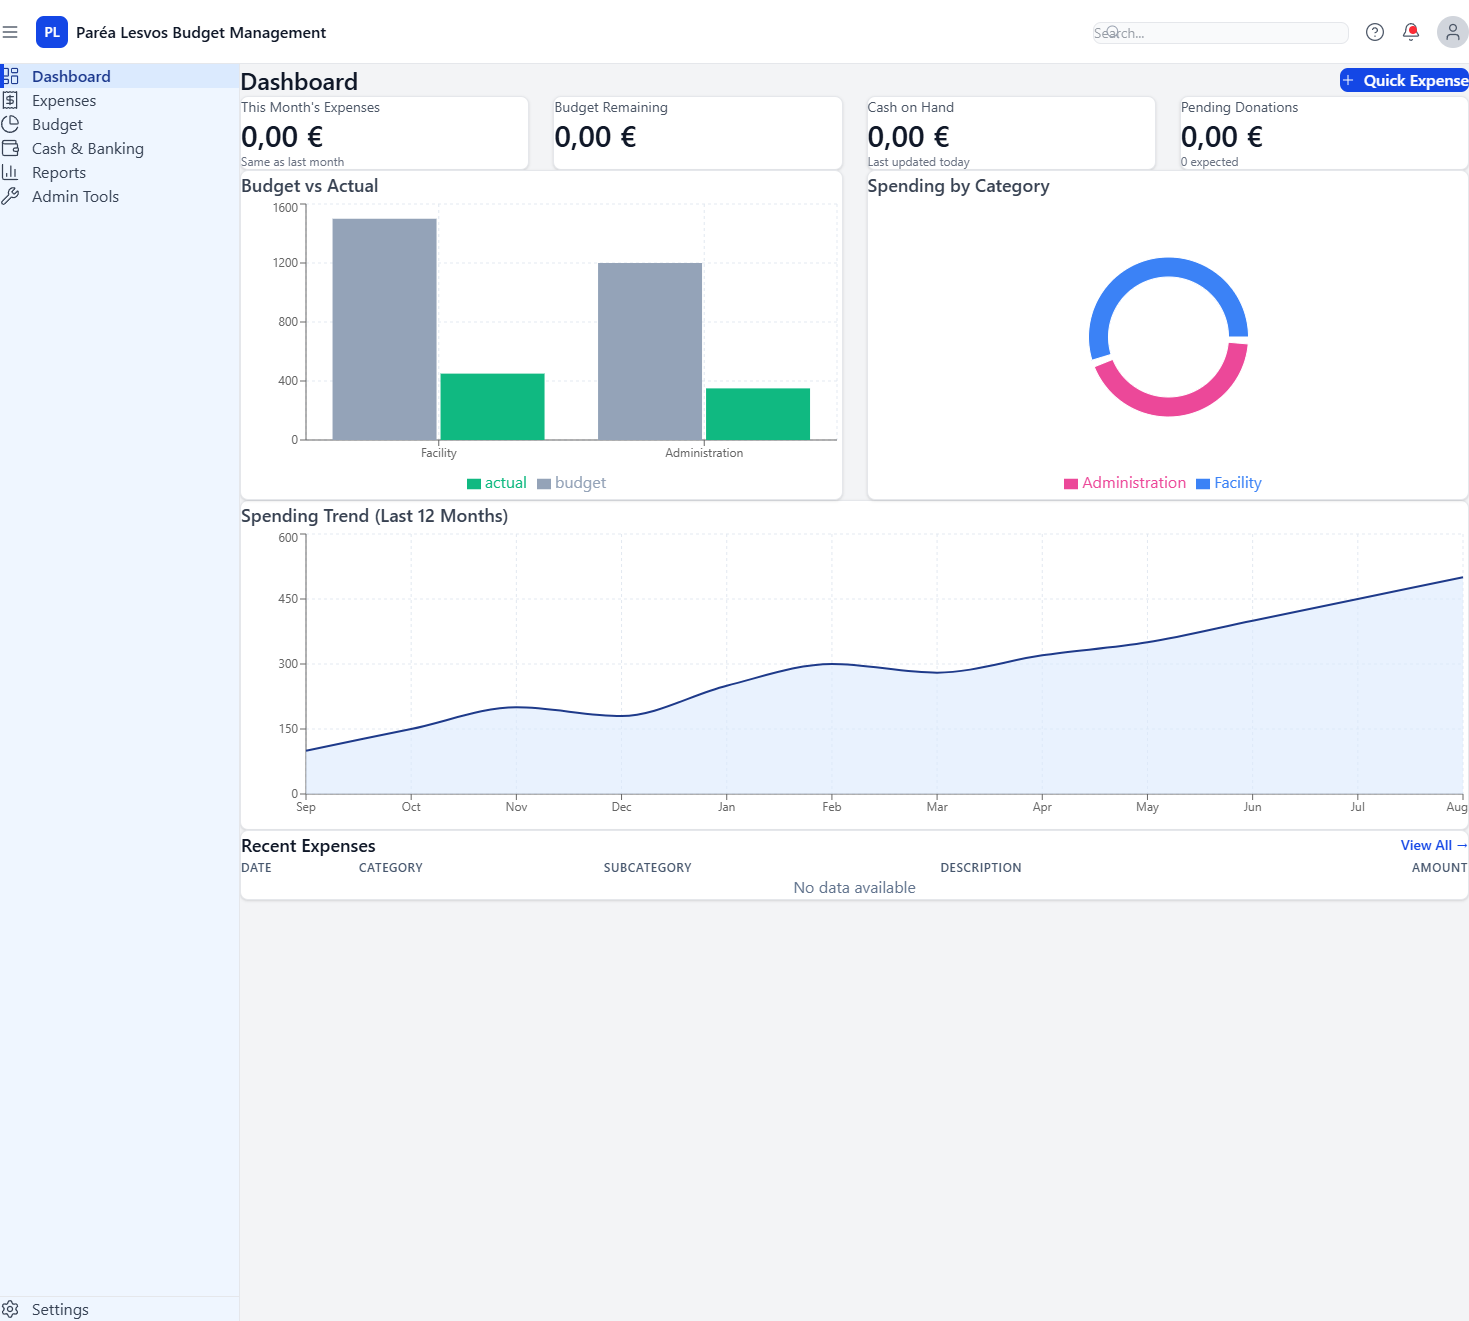 PL Paréa Lesvos Budget Management
Search...
Dashboard
Expenses
Budget
Cash & Banking
Reports
Admin Tools
Settings
Dashboard
+ Quick Expense
This Month's Expenses
0,00 €
Same as last month
Budget Remaining
0,00 €
Cash on Hand
0,00 €
Last updated today
Pending Donations
0,00 €
0 expected
Budget vs Actual
1600
1200
800
400
0
Facility Administration
actual budget
Spending by Category
Administration Facility
Spending Trend (Last 12 Months)
600
450
300
150
0
Sep Oct Nov Dec Jan Feb Mar Apr May Jun Jul Aug
Recent Expenses
View All →
DATE CATEGORY SUBCATEGORY DESCRIPTION AMOUNT
No data available